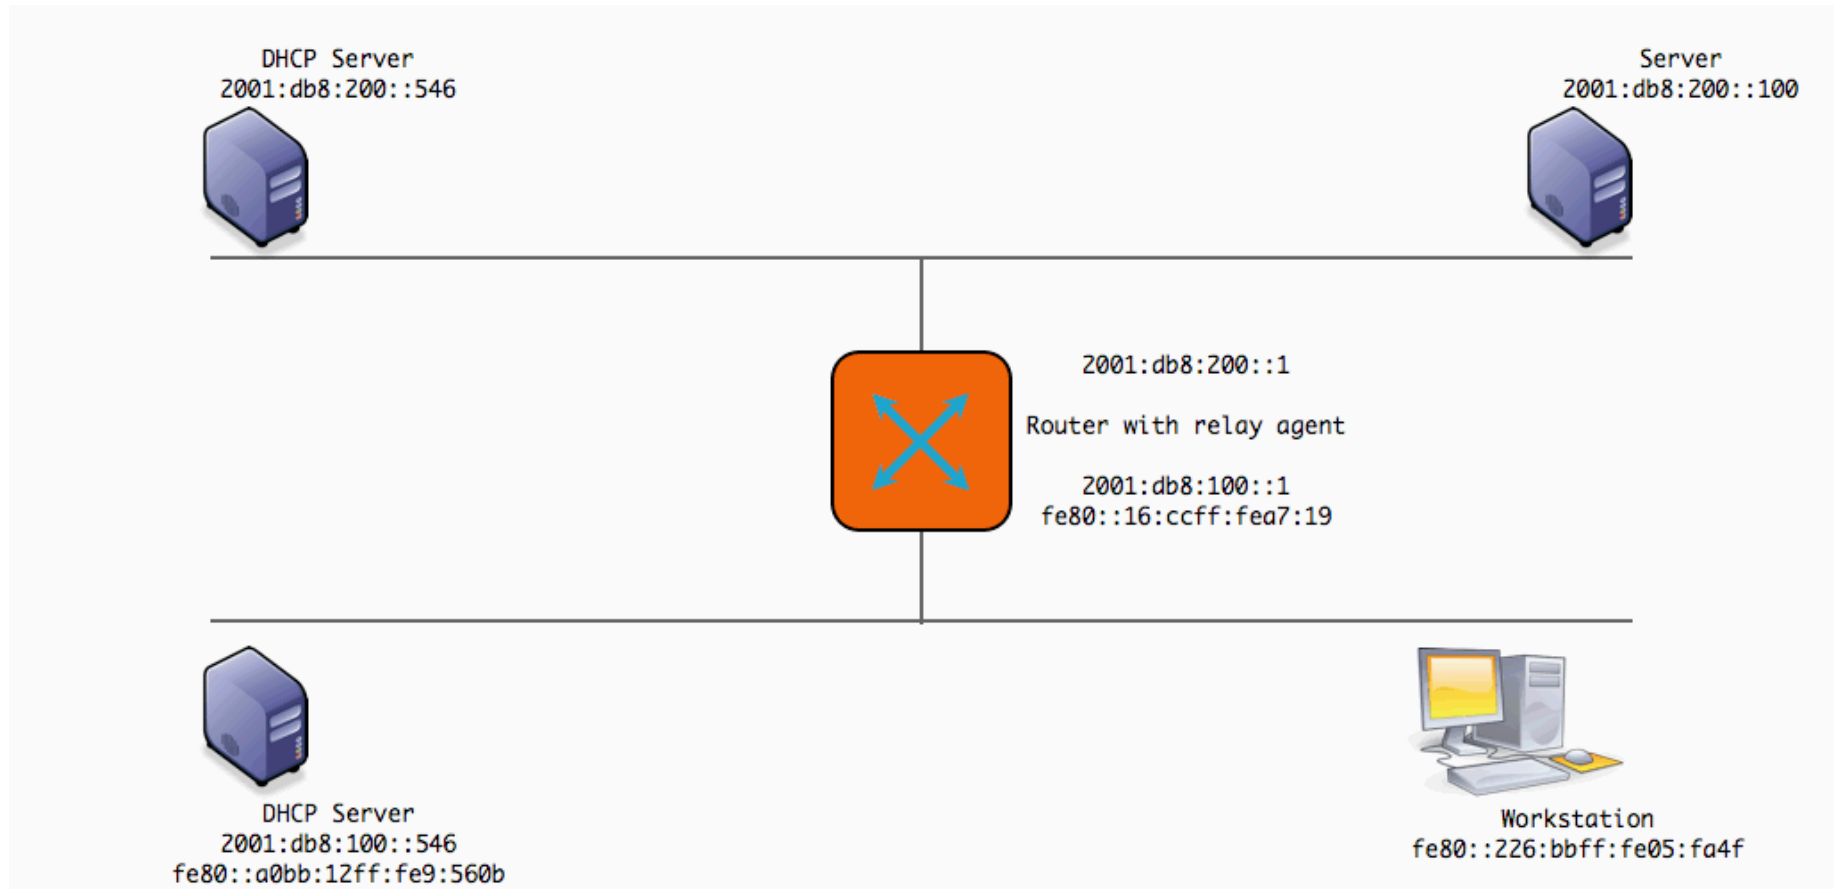 DHCP Server
2001:db8:200::546
Server
2001:db8:200::100
2001:db8:200::1
Router with relay agent
2001:db8:100::1
fe80::16:ccff:fea7:19
DHCP Server
2001:db8:100::546
fe80::a0bb:12ff:fe9:560b
Workstation
fe80::226:bbff:fe05:fa4f